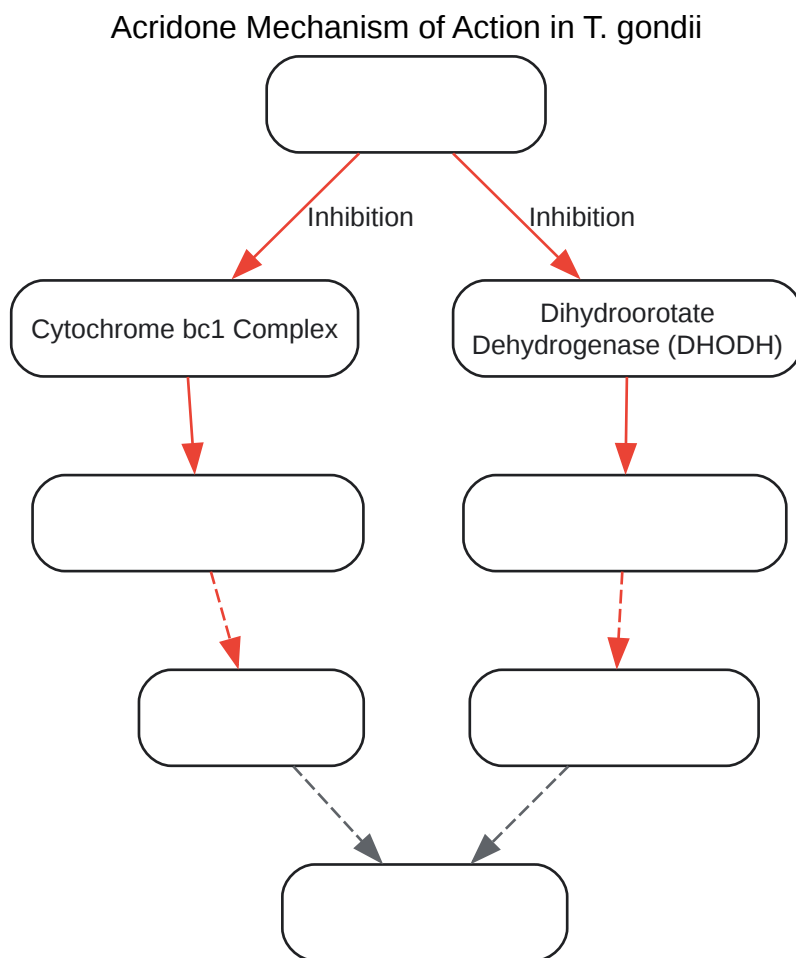 Acridone Mechanism of Action in T. gondii
Inhibition
Inhibition
Cytochrome bc1 Complex
Dihydroorotate
Dehydrogenase (DHODH)